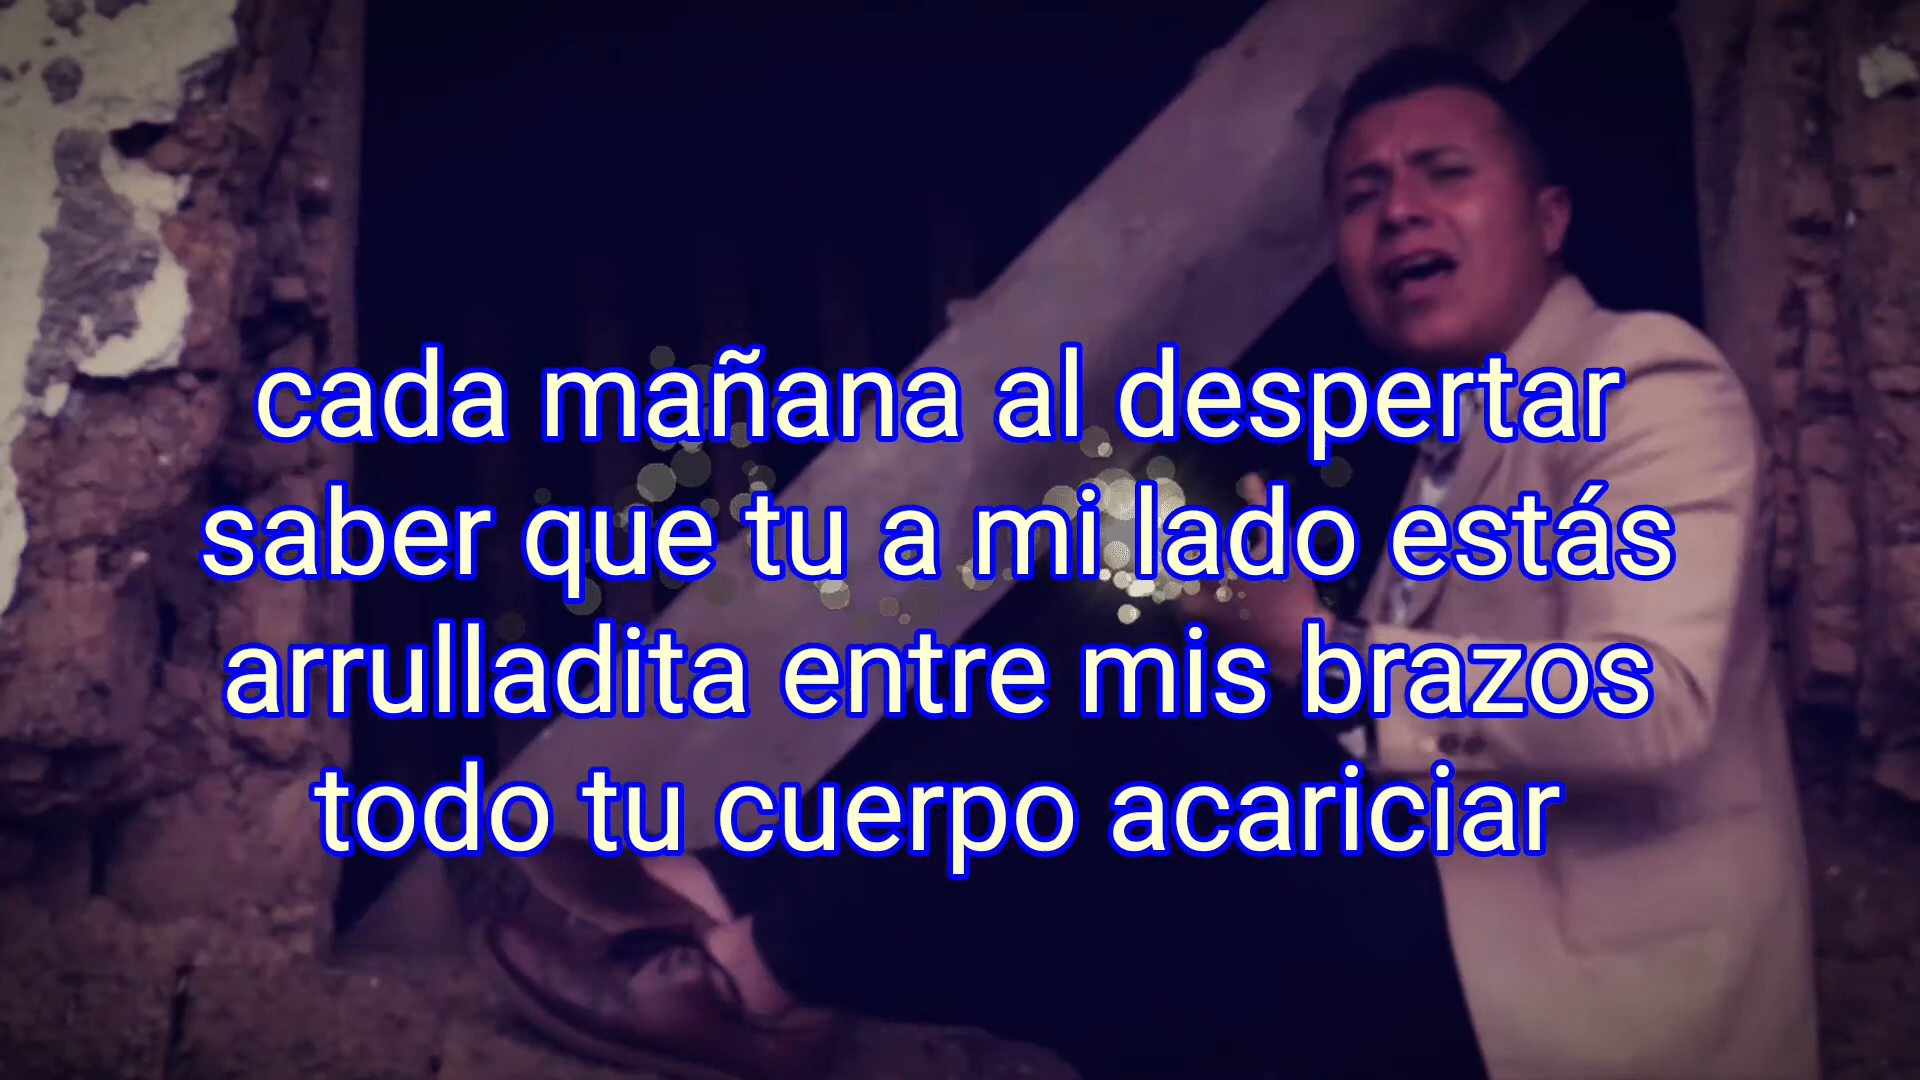 cada mañana al despertar
saber que tu a mi lado estás
arrulladita entre mis brazos
todo tu cuerpo acariciar